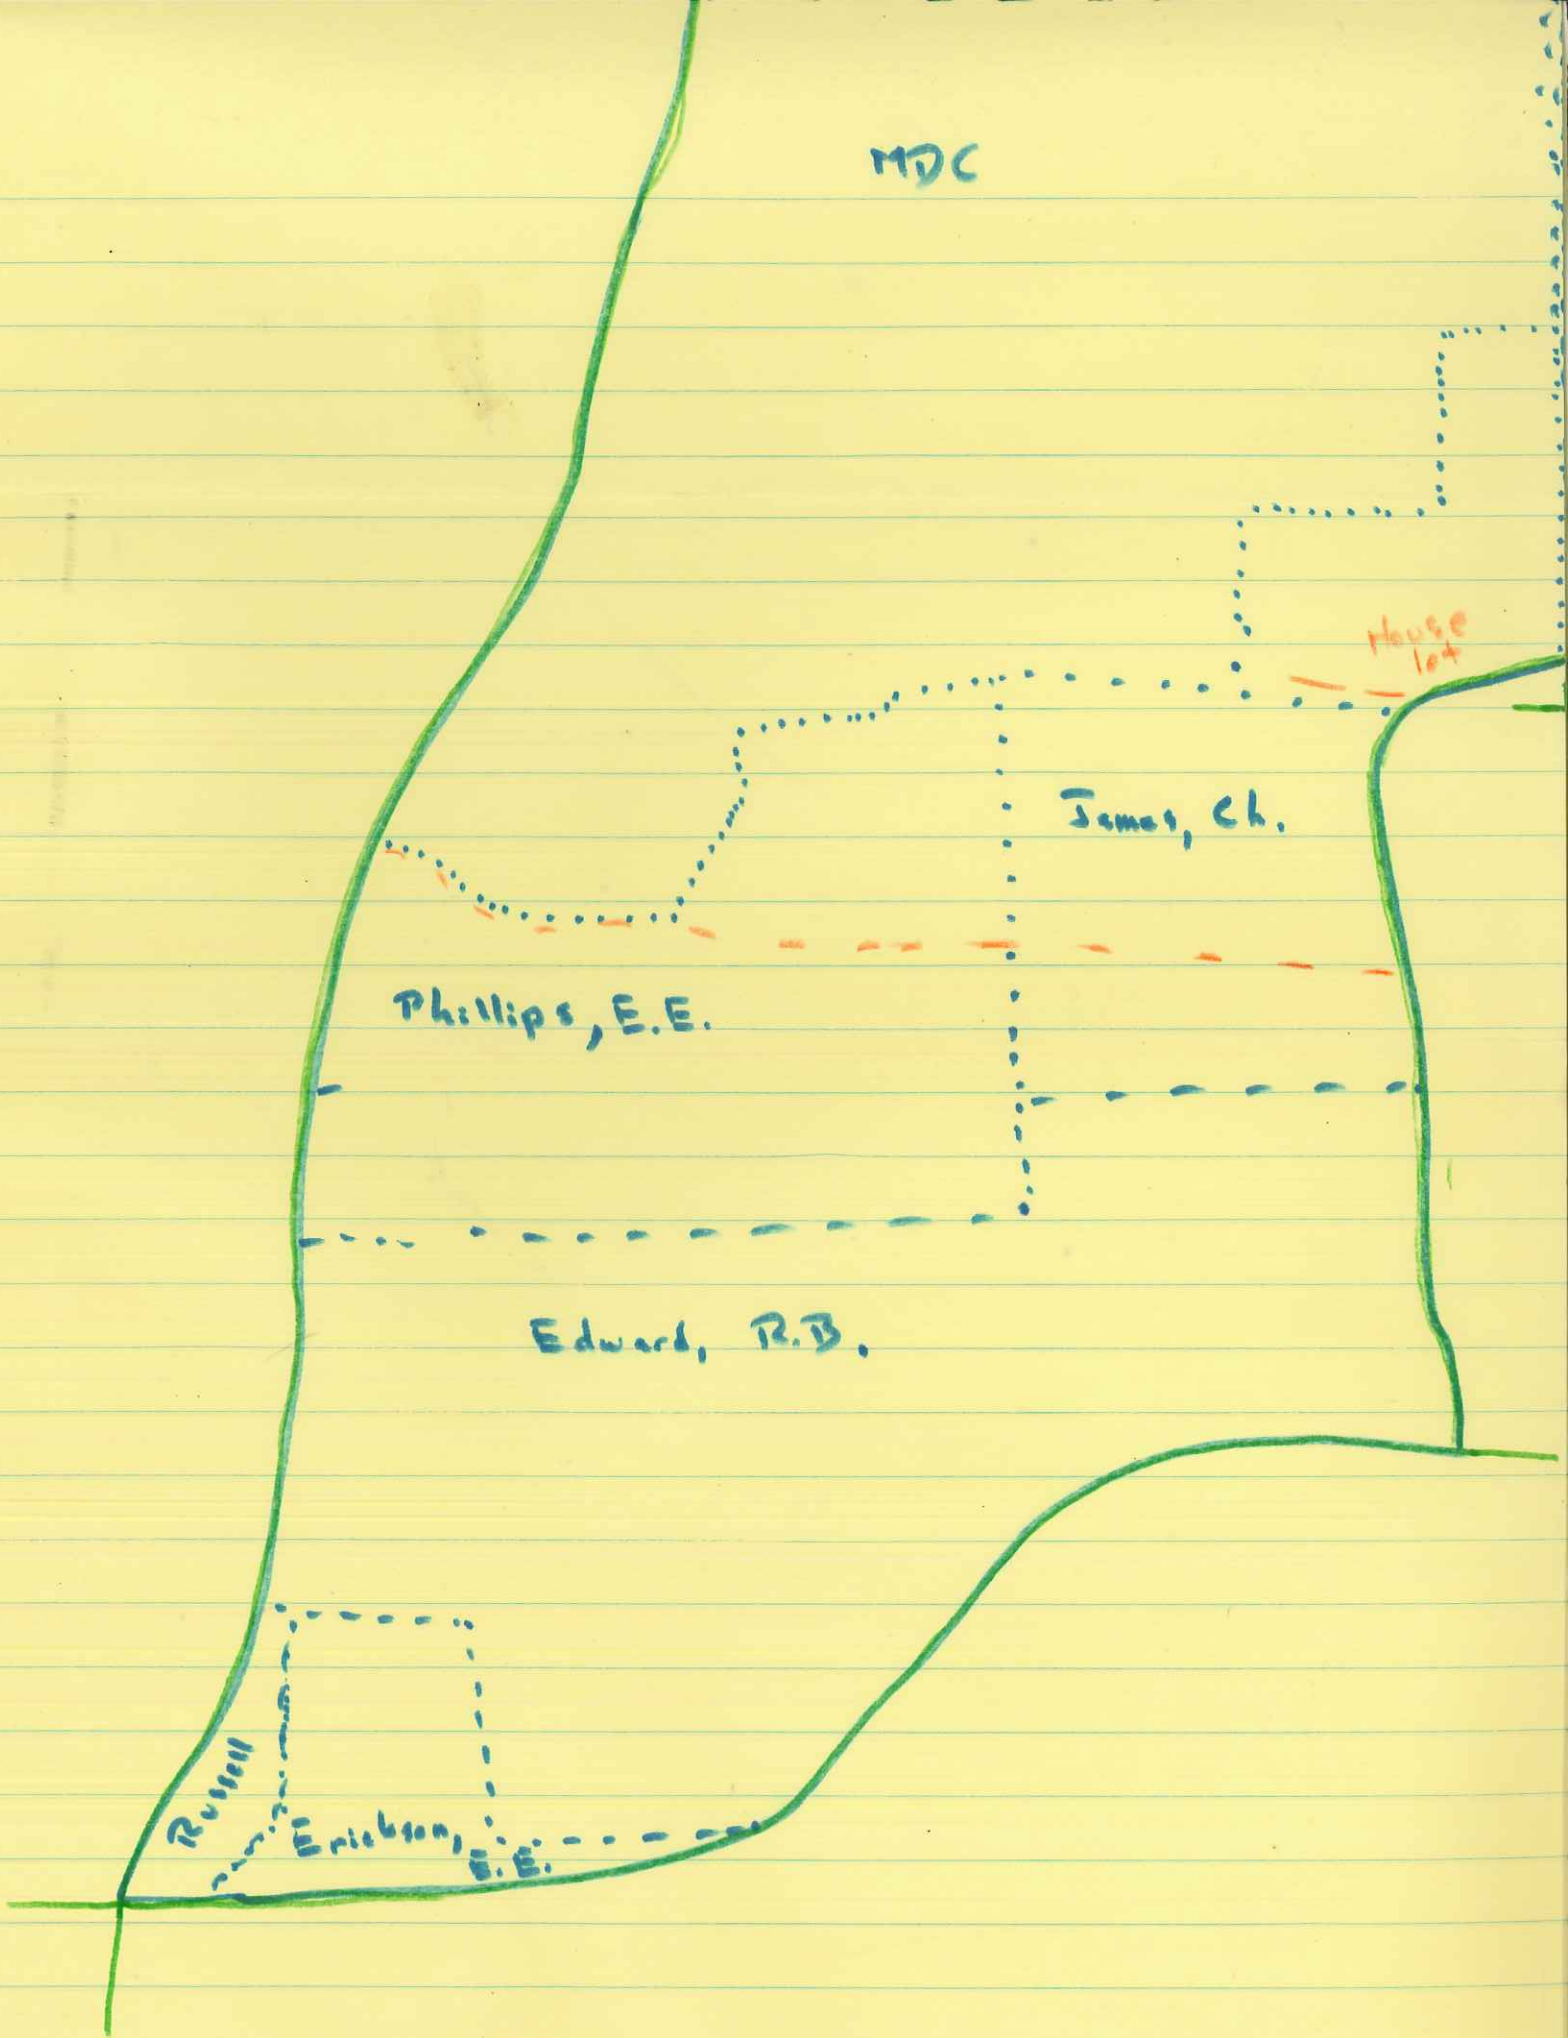 MDC
House
lot
James, Ch.
Phillips, E.E.
Edward, R.B.
Russell
Erickson,
E.E.